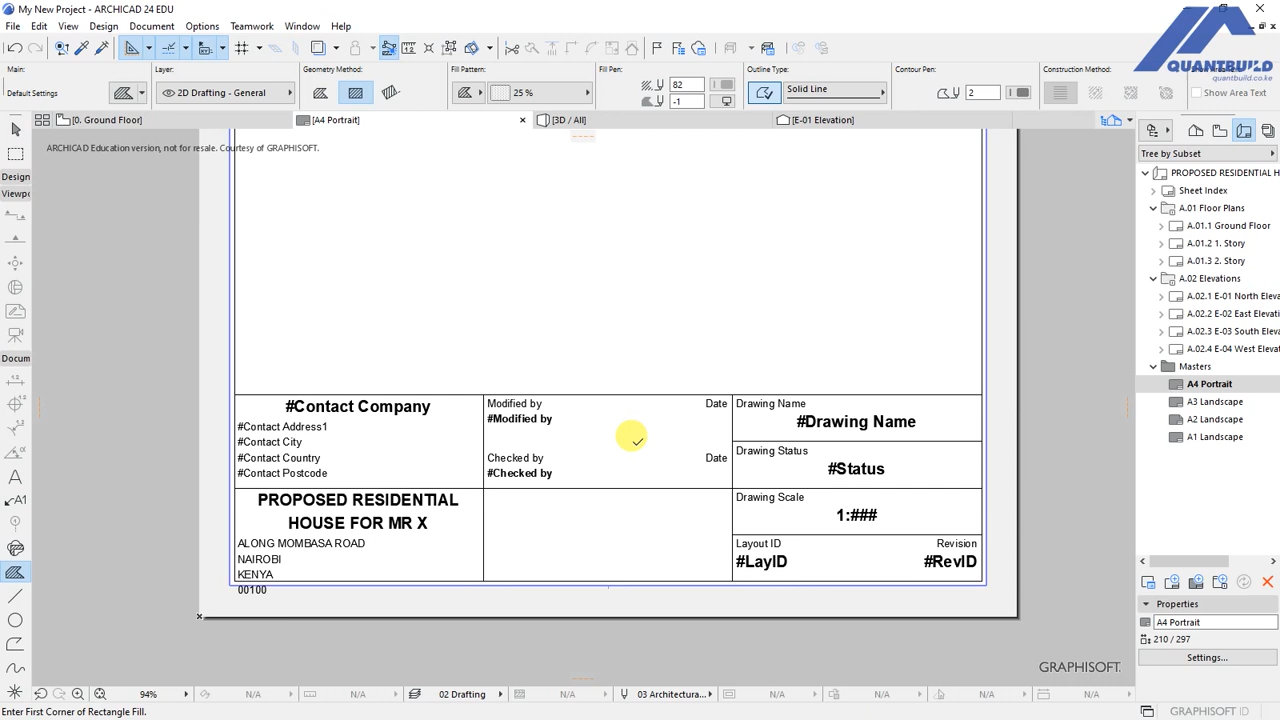 My New Project - ARCHICAD 24 EDU
File Edit View Design Document Options Teamwork Window Help
QUANTBUILD
quantbuild.co.ke
Main: Layer: Geometry Method: Fill Pattern: Fill Pen: Outline Type: Contour Pen: Construction Method:
Default Settings 2D Drafting - General 25 % 82 -1 Solid Line 2 Show Area Text
[0. Ground Floor] [A4 Portrait] [3D / All] [E-01 Elevation]
ARCHICAD Education version, not for resale. Courtesy of GRAPHISOFT.
Design
Viewpo
Docum
A1
#Contact Company
#Contact Address1
#Contact City
#Contact Country
#Contact Postcode
Modified by Date
#Modified by
Checked by Date
#Checked by
Drawing Name
#Drawing Name
Drawing Status
#Status
PROPOSED RESIDENTIAL
HOUSE FOR MR X
ALONG MOMBASA ROAD
NAIROBI
KENYA
00100
Drawing Scale
1:###
Layout ID Revision
#LayID #RevID
Tree by Subset
PROPOSED RESIDENTIAL H
Sheet Index
A.01 Floor Plans
A.01.1 Ground Floor
A.01.2 1. Story
A.01.3 2. Story
A.02 Elevations
A.02.1 E-01 North Eleva
A.02.2 E-02 East Elevati
A.02.3 E-03 South Eleva
A.02.4 E-04 West Elevat
Masters
A4 Portrait
A3 Landscape
A2 Landscape
A1 Landscape
Properties
A4 Portrait
210 / 297
Settings...
GRAPHISOFT.
94% N/A N/A 02 Drafting N/A 03 Architectura... N/A N/A N/A N/A
Enter First Corner of Rectangle Fill.
GRAPHISOFT ID